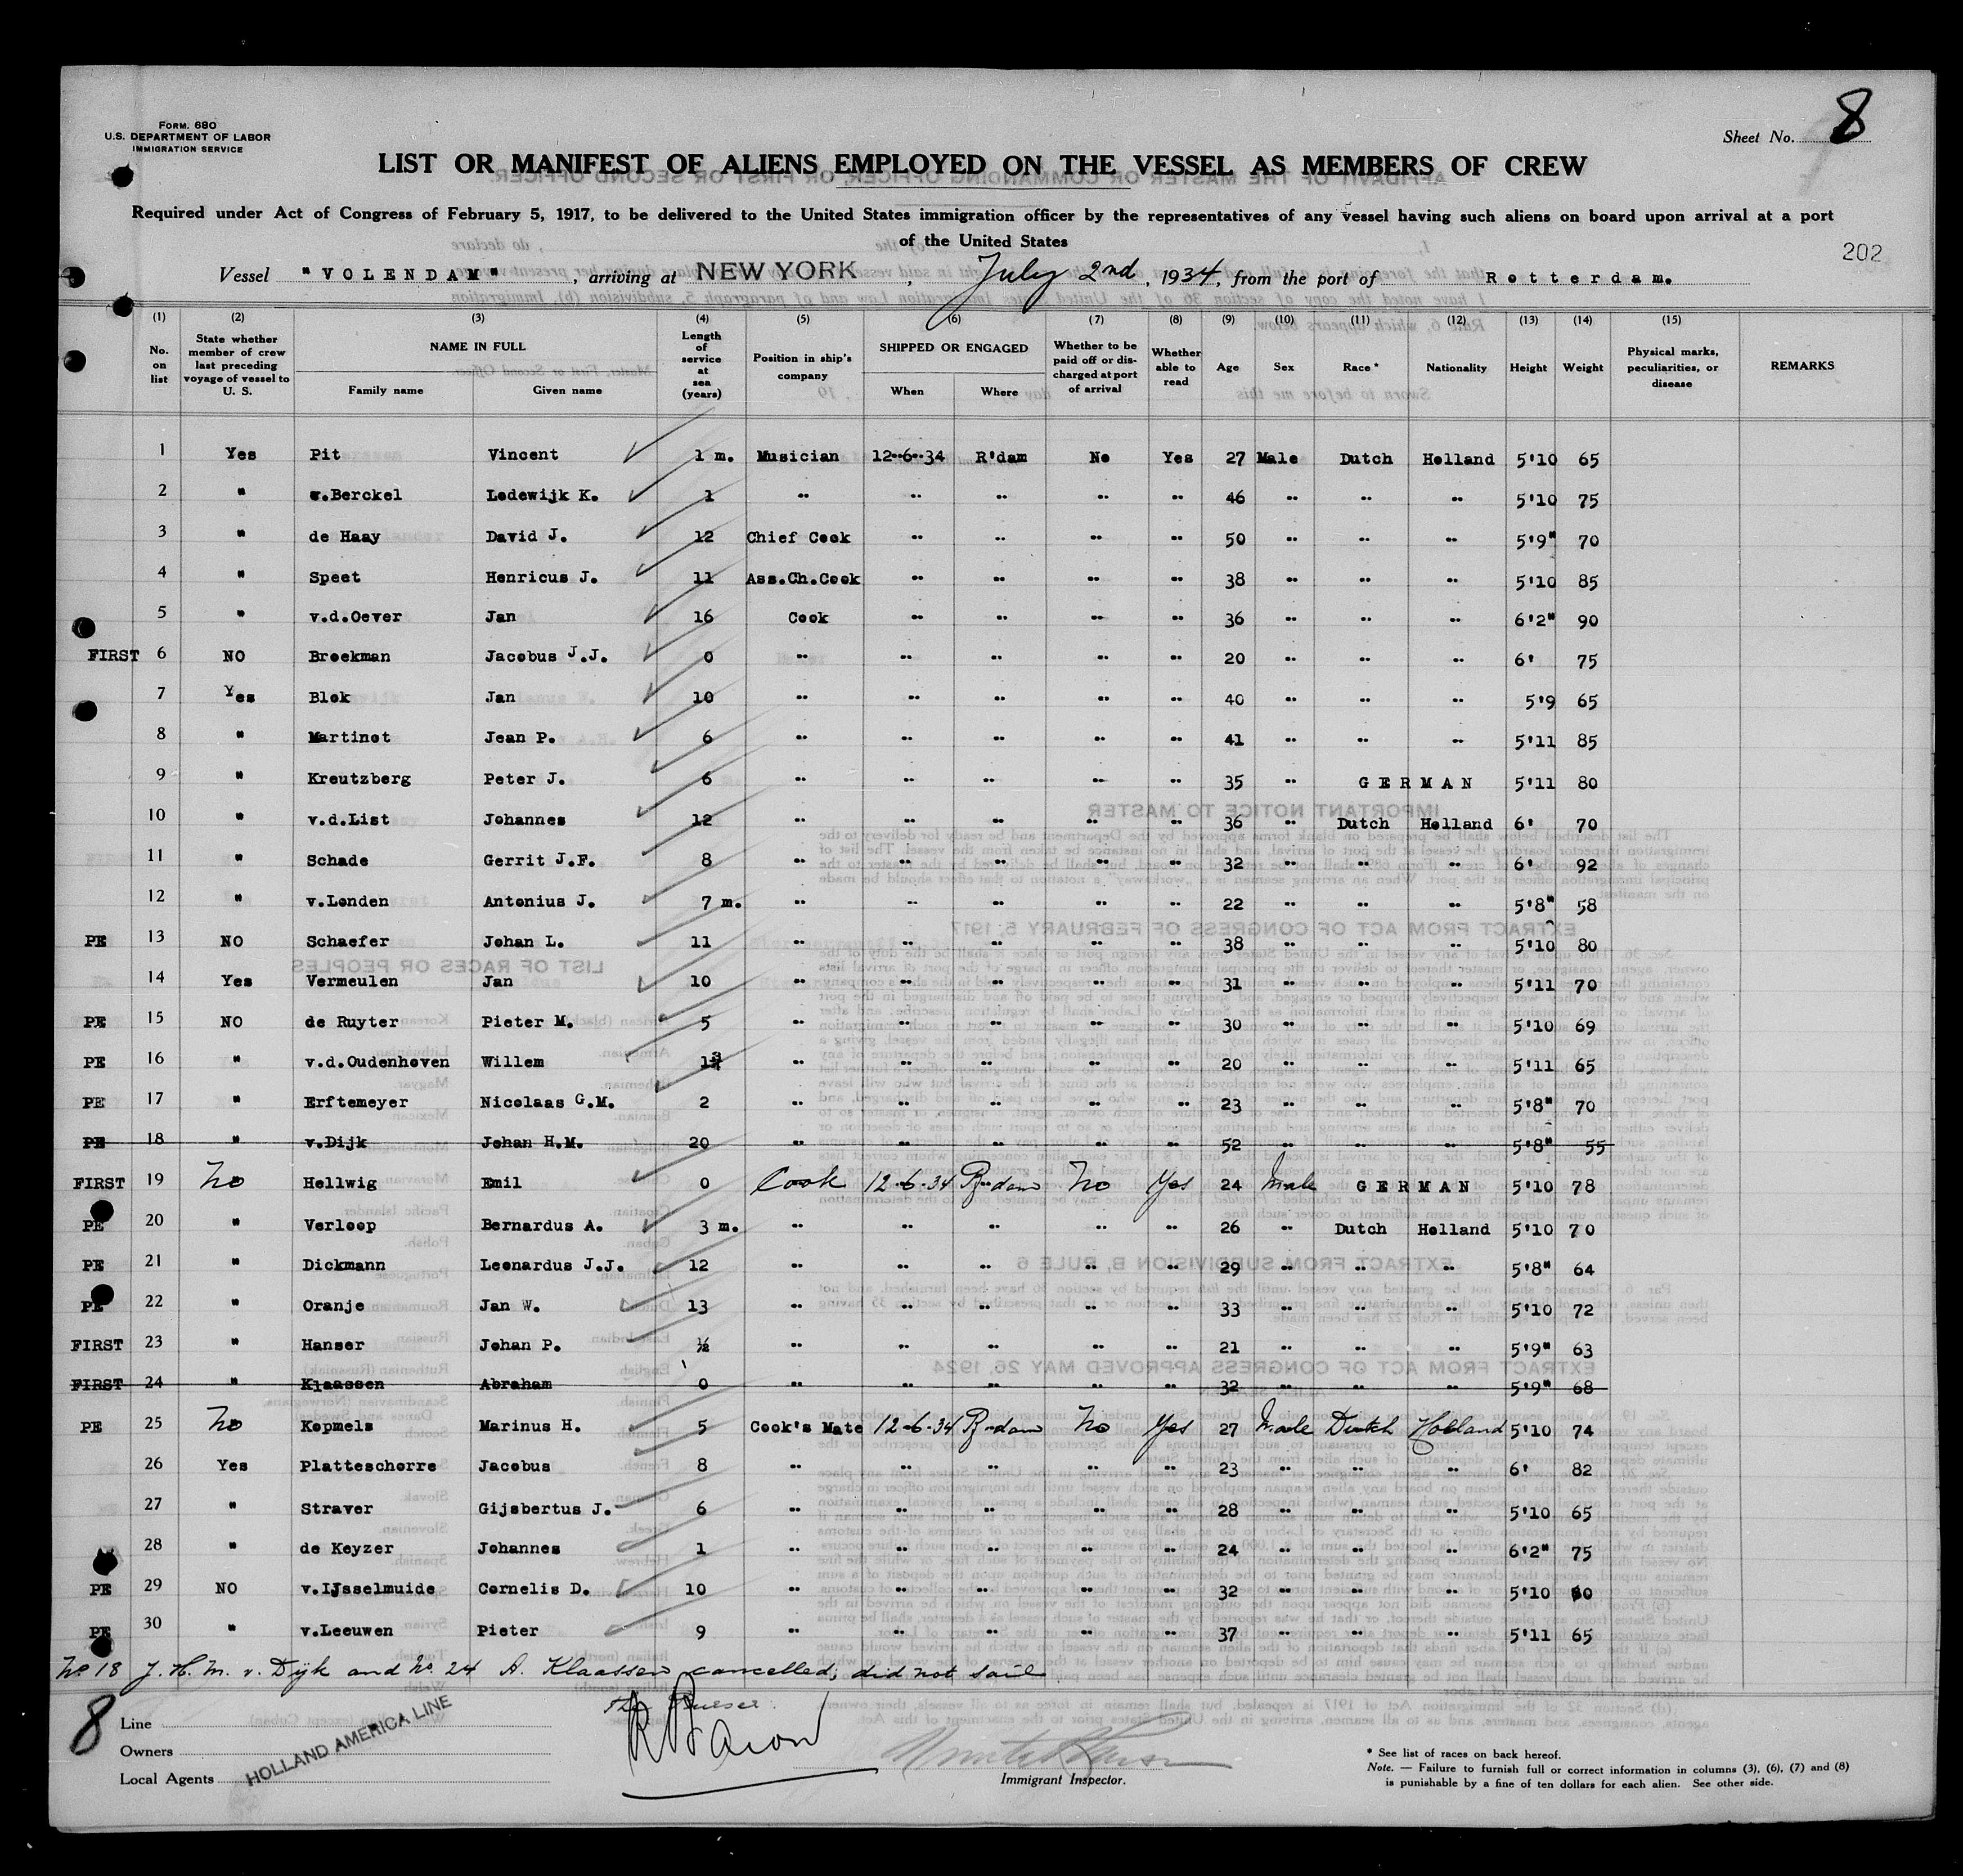 Form. 680
U.S. DEPARTMENT OF LABOR
IMMIGRATION SERVICE
Sheet No. 8
LIST OR MANIFEST OF ALIENS EMPLOYED ON THE VESSEL AS MEMBERS OF CREW
Required under Act of Congress of February 5, 1917, to be delivered to the United States immigration officer by the representatives of any vessel having such aliens on board upon arrival at a port
of the United States
202
Vessel "VOLENDAM", arriving at NEW YORK, July 2nd, 1934, from the port of Rotterdam.
(1) (2) (3) (4) (5) (6) (7) (8) (9) (10) (11) (12) (13) (14) (15)
No. on list State whether member of crew last preceding voyage of vessel to U. S. NAME IN FULL Family name Given name Length of service at sea (years) Position in ship's company SHIPPED OR ENGAGED When Where Whether to be paid off or discharged at port of arrival Whether able to read Age Sex Race * Nationality Height Weight Physical marks, peculiarities, or disease REMARKS
1 Yes Pit Vincent 1 m. Musician 12-6-34 R'dam No Yes 27 Male Dutch Holland 5'10 65
2 " v.Berckel Lodewijk K. 1 " " " " " 46 " " " 5'10 75
3 " de Haay David J. 12 Chief Cook " " " " 50 " " " 5'9" 70
4 " Speet Henricus J. 11 Ass.Ch.Cook " " " " 38 " " " 5'10 85
5 " v.d.Oever Jan 16 Cook " " " " 36 " " " 6'2" 90
FIRST 6 NO Broekman Jacobus J.J. 0 " " " " " 20 " " " 6' 75
7 Yes Blok Jan 10 " " " " " 40 " " " 5'9 65
8 " Martinot Jean P. 6 " " " " " 41 " " " 5'11 85
9 " Kreutzberg Peter J. 6 " " " " " 35 " GERMAN 5'11 80
10 " v.d.List Johannes 12 " " " " " 36 " Dutch Holland 6' 70
11 " Schade Gerrit J.F. 8 " " " " " 32 " " " 6' 92
12 " v.Londen Antonius J. 7 m. " " " " " 22 " " " 5'8" 58
PE 13 NO Schaefer Johan L. 11 " " " " " 38 " " " 5'10 80
14 Yes Vermeulen Jan 10 " " " " " 31 " " " 5'11 70
PE 15 NO de Ruyter Pieter M. 5 " " " " " 30 " " " 5'10 69
PE 16 " v.d.Oudenhoven Willem " " " " " 20 " " " 5'11 65
PE 17 " Erftemeyer Nicolaas G.M. 2 " " " " " 23 " " " 5'8" 70
PE 18 " v.Dijk Johan H.M. 20 " " " " " 52 " " " 5'8" 55
FIRST 19 No Hellwig Emil 0 Cook 12-6-34 R-dam No Yes 24 Male GERMAN 5'10 78
PE 20 " Verloop Bernardus A. 3 m. " " " " " 26 " Dutch Holland 5'10 70
PE 21 " Dickmann Leonardus J.J. 12 " " " " " 29 " " " 5'8" 64
PE 22 " Oranje Jan W. 13 " " " " " 33 " " " 5'10 72
FIRST 23 " Hanser Johan P. ½ " " " " " 21 " " " 5'9" 63
FIRST 24 " Klaassen Abraham 0 " " " " " 32 " " " 5'9" 68
PE 25 No Kopmels Marinus H. 5 Cook's Mate 12-6-34 R-dam No Yes 27 Male Dutch Holland 5'10 74
26 Yes Platteschorre Jacobus 8 " " " " " 23 " " " 6' 82
27 " Straver Gijsbertus J. 6 " " " " " 28 " " " 5'10 65
28 " de Keyzer Johannes 1 " " " " " 24 " " " 6'2" 75
PE 29 NO v.IJsselmuide Cornelis D. 10 " " " " " 32 " " " 5'10
PE 30 " v.Leeuwen Pieter 9 " " " " " 37 " " " 5'11 65
No 18 J. H. M. v. Dijk and No. 24 A. Klaassen cancelled; did not sail
The Purser.
8
Line
Owners
Local Agents
HOLLAND AMERICA LINE
Immigrant Inspector.
* See list of races on back hereof.
Note. — Failure to furnish full or correct information in columns (3), (6), (7) and (8)
is punishable by a fine of ten dollars for each alien. See other side.